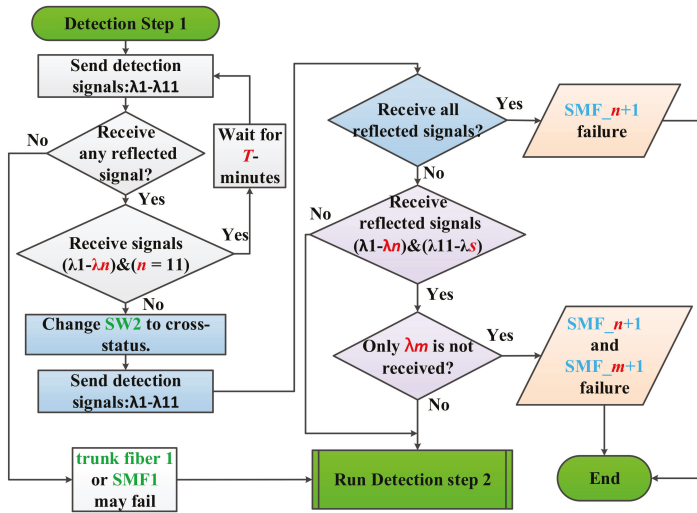 Detection Step 1
Send detection
signals:λ1-λ11
No
Receive
any reflected
signal?
Wait for
T-
minutes
Yes
Receive signals
(λ1-λn)&(n = 11)
Yes
No
Change SW2 to cross-
status.
Send detection
signals:λ1-λ11
trunk fiber 1
or SMF1
may fail
Receive all
reflected signals?
Yes
SMF_n+1
failure
No
Receive
reflected signals
(λ1-λn)&(λ11-λs)
No
Yes
Only λm is not
received?
Yes
SMF_n+1
and
SMF_m+1
failure
No
Run Detection step 2
End